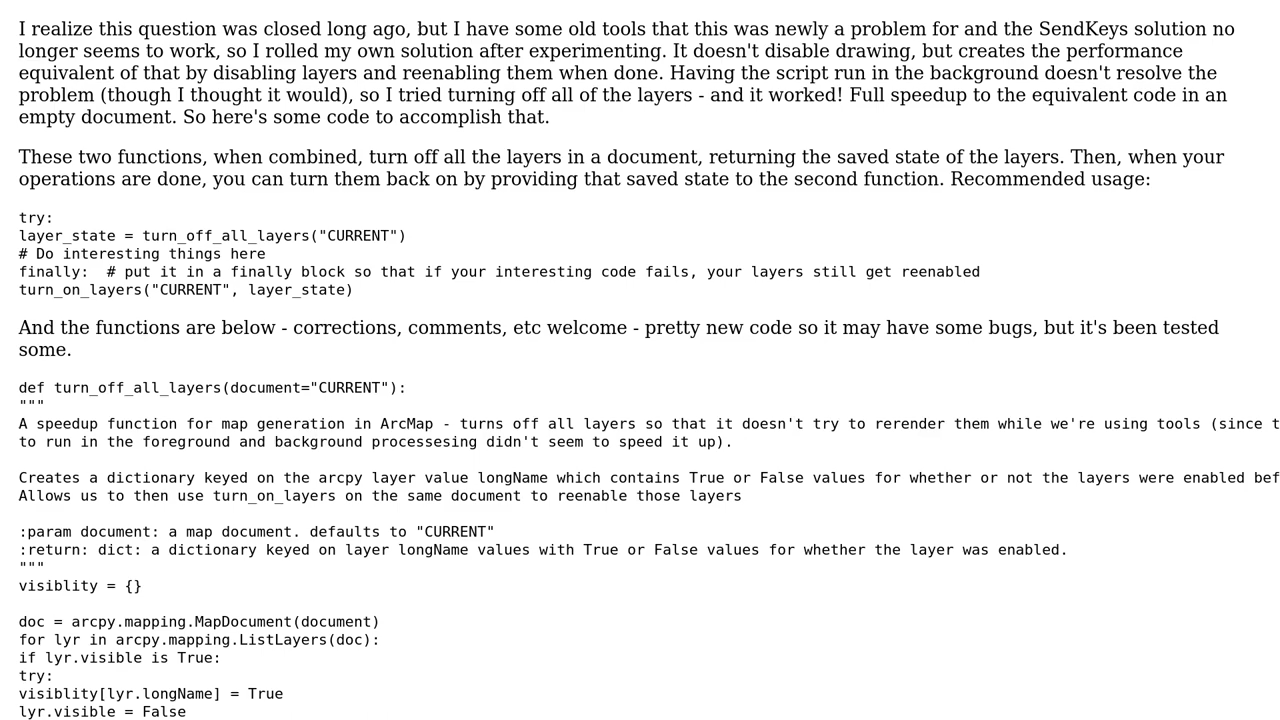 I realize this question was closed long ago, but I have some old tools that this was newly a problem for and the SendKeys solution no
longer seems to work, so I rolled my own solution after experimenting. It doesn't disable drawing, but creates the performance
equivalent of that by disabling layers and reenabling them when done. Having the script run in the background doesn't resolve the
problem (though I thought it would), so I tried turning off all of the layers - and it worked! Full speedup to the equivalent code in an
empty document. So here's some code to accomplish that.
These two functions, when combined, turn off all the layers in a document, returning the saved state of the layers. Then, when your
operations are done, you can turn them back on by providing that saved state to the second function. Recommended usage:
try:
layer_state = turn_off_all_layers("CURRENT")
# Do interesting things here
finally:  # put it in a finally block so that if your interesting code fails, your layers still get reenabled
turn_on_layers("CURRENT", layer_state)
And the functions are below - corrections, comments, etc welcome - pretty new code so it may have some bugs, but it's been tested
some.
def turn_off_all_layers(document="CURRENT"):
"""
A speedup function for map generation in ArcMap - turns off all layers so that it doesn't try to rerender them while we're using tools (since t
to run in the foreground and background processesing didn't seem to speed it up).
Creates a dictionary keyed on the arcpy layer value longName which contains True or False values for whether or not the layers were enabled bef
Allows us to then use turn_on_layers on the same document to reenable those layers
:param document: a map document. defaults to "CURRENT"
:return: dict: a dictionary keyed on layer longName values with True or False values for whether the layer was enabled.
"""
visiblity = {}
doc = arcpy.mapping.MapDocument(document)
for lyr in arcpy.mapping.ListLayers(doc):
if lyr.visible is True:
try:
visiblity[lyr.longName] = True
lyr.visible = False